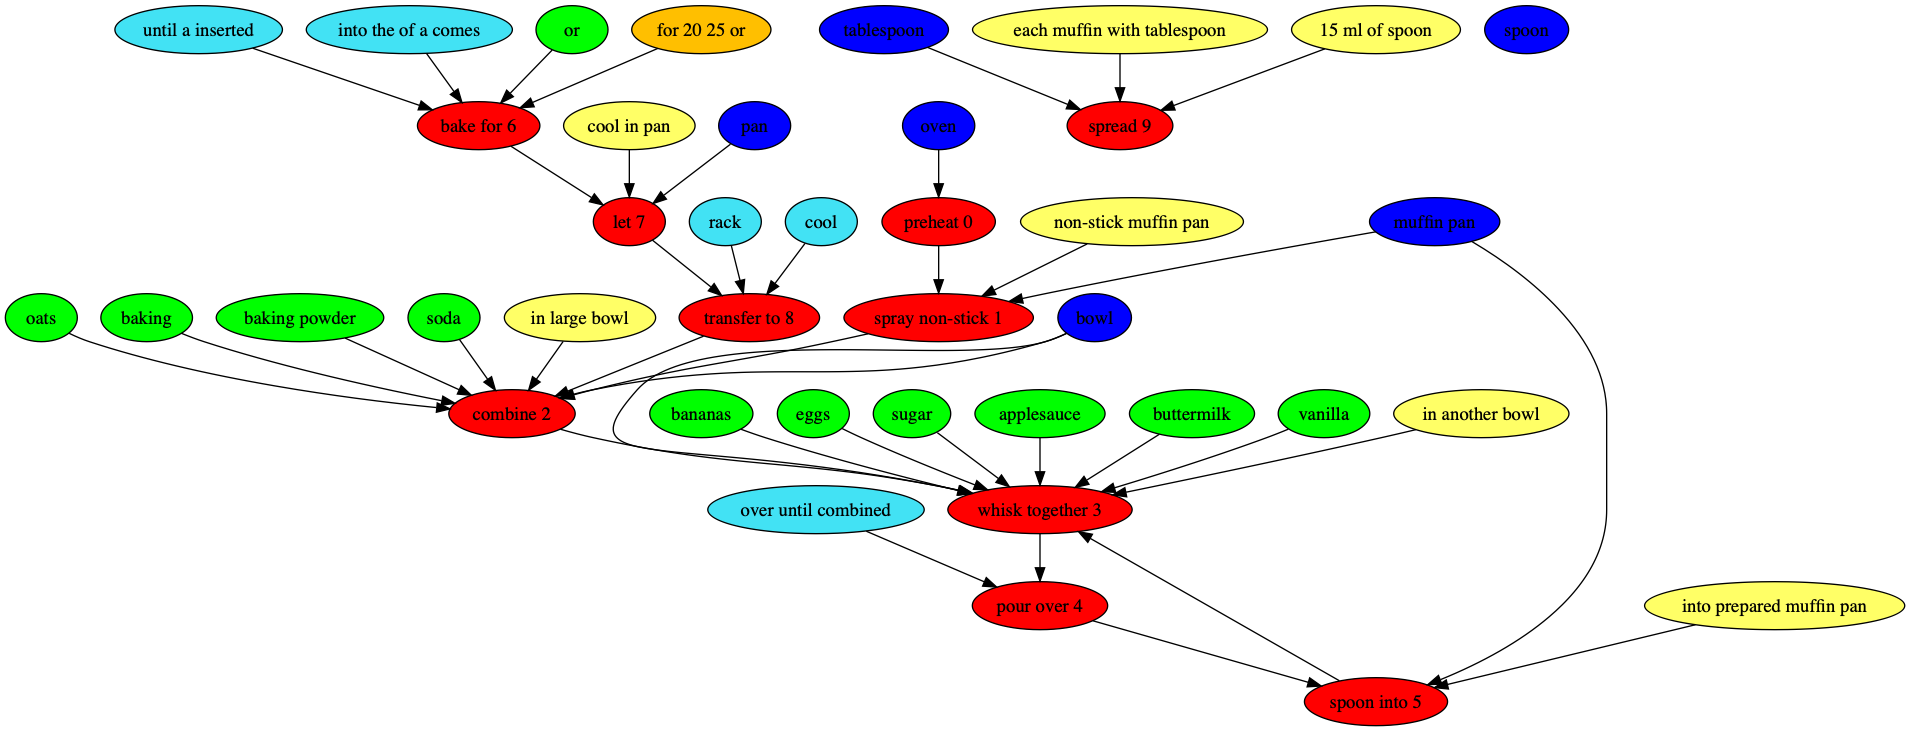 until a inserted
into the of a comes
or
for 20 25 or
tablespoon
each muffin with tablespoon
15 ml of spoon
spoon
bake for 6
cool in pan
pan
oven
spread 9
let 7
rack
cool
preheat 0
non-stick muffin pan
muffin pan
oats
baking
baking powder
soda
in large bowl
transfer to 8
spray non-stick 1
bowl
combine 2
bananas
eggs
sugar
applesauce
buttermilk
vanilla
in another bowl
over until combined
whisk together 3
pour over 4
into prepared muffin pan
spoon into 5